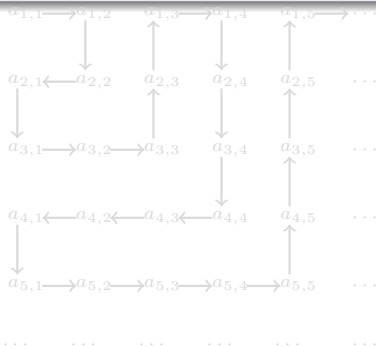 a1,1 → a1,2 a1,3 → a1,4 a1,5 → ···
↓ ↑ ↓ ↑
a2,1 ← a2,2 a2,3 a2,4 a2,5 ···
↓ ↑ ↓ ↑
a3,1 → a3,2 → a3,3 a3,4 a3,5 ···
↓ ↑
a4,1 ← a4,2 ← a4,3 ← a4,4 a4,5 ···
↓ ↑
a5,1 → a5,2 → a5,3 → a5,4 → a5,5 ···
··· ··· ··· ··· ··· ···